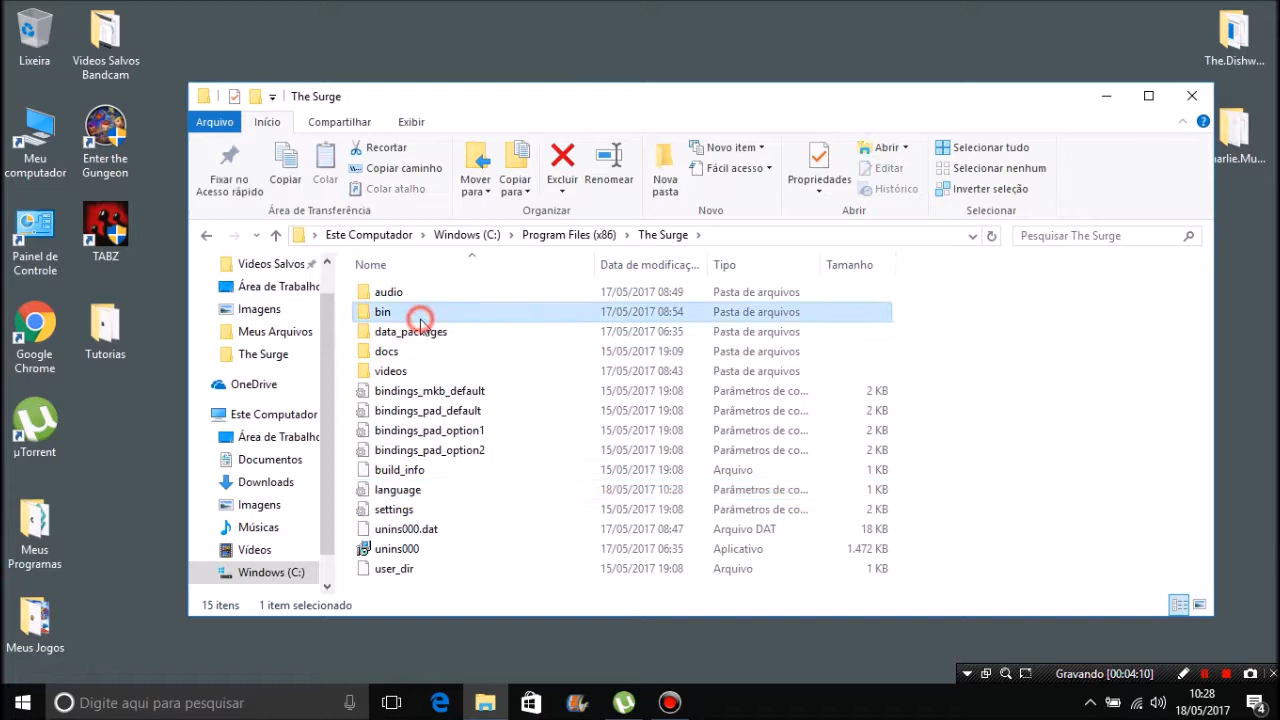 Lixeira
Videos Salvos
Bandcam
The.Dishw...
Meu
computador
Enter the
Gungeon
arlie.Mu...
Painel de
Controle
TABZ
Google
Chrome
Tutorias
µTorrent
Meus
Programas
Meus Jogos
The Surge
Arquivo
Início
Compartilhar
Exibir
Fixar no
Acesso rápido
Copiar
Colar
Recortar
Copiar caminho
Colar atalho
Área de Transferência
Mover
para
Copiar
para
Excluir
Renomear
Organizar
Nova
pasta
Novo item
Fácil acesso
Novo
Propriedades
Abrir
Editar
Histórico
Abrir
Selecionar tudo
Selecionar nenhum
Inverter seleção
Selecionar
Este Computador > Windows (C:) > Program Files (x86) > The Surge >
Pesquisar The Surge
Videos Salvos
Área de Trabalho
Imagens
Meus Arquivos
The Surge
OneDrive
Este Computador
Área de Trabalho
Documentos
Downloads
Imagens
Músicas
Vídeos
Windows (C:)
Nome Data de modificaç... Tipo Tamanho
audio 17/05/2017 08:49 Pasta de arquivos
bin 17/05/2017 08:54 Pasta de arquivos
data_packages 17/05/2017 06:35 Pasta de arquivos
docs 15/05/2017 19:09 Pasta de arquivos
videos 17/05/2017 08:43 Pasta de arquivos
bindings_mkb_default 15/05/2017 19:08 Parâmetros de co... 2 KB
bindings_pad_default 15/05/2017 19:08 Parâmetros de co... 2 KB
bindings_pad_option1 15/05/2017 19:08 Parâmetros de co... 2 KB
bindings_pad_option2 15/05/2017 19:08 Parâmetros de co... 2 KB
build_info 15/05/2017 19:08 Arquivo 1 KB
language 18/05/2017 10:28 Parâmetros de co... 1 KB
settings 15/05/2017 19:08 Parâmetros de co... 2 KB
unins000.dat 17/05/2017 08:47 Arquivo DAT 18 KB
unins000 17/05/2017 06:35 Aplicativo 1.472 KB
user_dir 15/05/2017 19:08 Arquivo 1 KB
15 itens 1 item selecionado
Gravando [00:04:10]
Digite aqui para pesquisar
10:28
18/05/2017
4